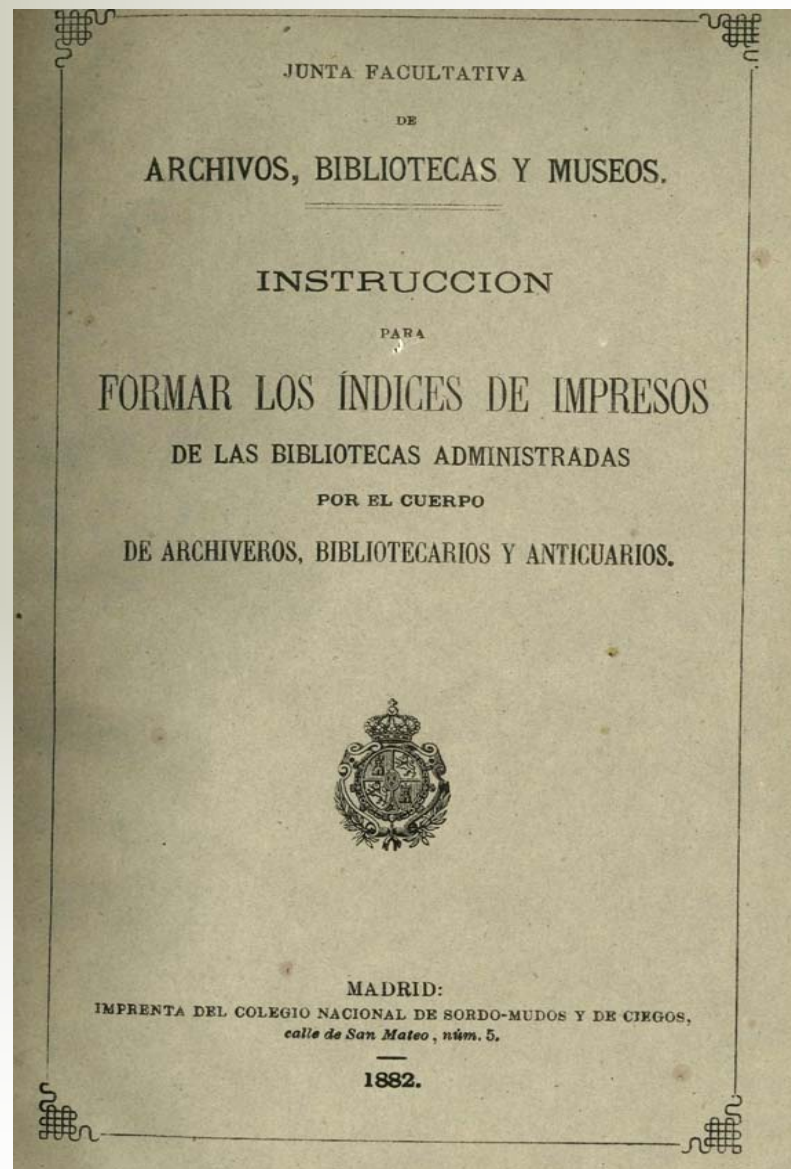 JUNTA FACULTATIVA
DE
ARCHIVOS, BIBLIOTECAS Y MUSEOS.
INSTRUCCION
PARA
FORMAR LOS ÍNDICES DE IMPRESOS
DE LAS BIBLIOTECAS ADMINISTRADAS
POR EL CUERPO
DE ARCHIVEROS, BIBLIOTECARIOS Y ANTICUARIOS.
MADRID:
IMPRENTA DEL COLEGIO NACIONAL DE SORDO-MUDOS Y DE CIEGOS,
calle de San Mateo, núm. 5.
1882.